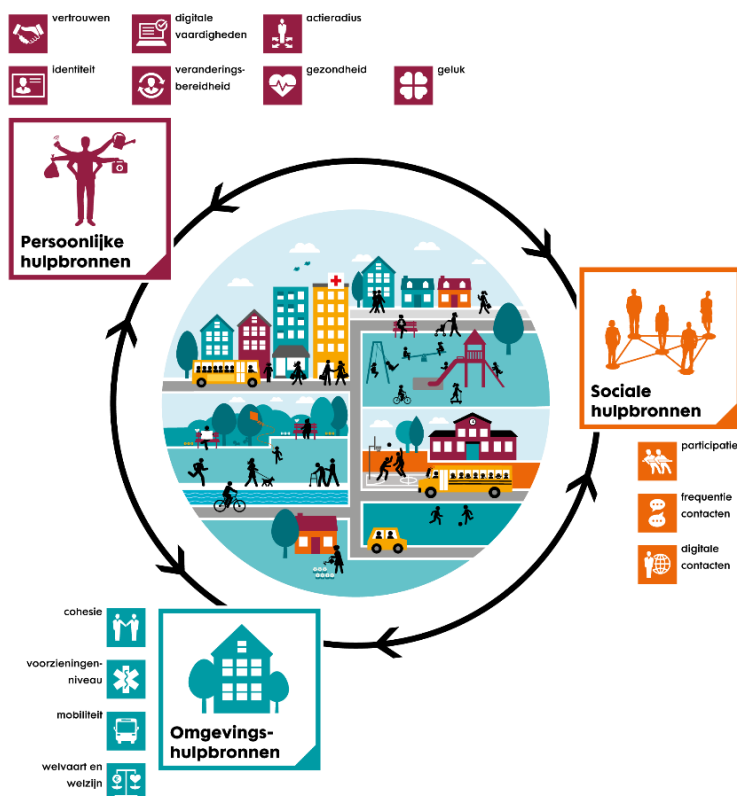 vertrouwen
digitale
vaardigheden
actieradius
identiteit
veranderings-
bereidheid
gezondheid
geluk
Persoonlijke
hulpbronnen
Sociale
hulpbronnen
participatie
frequentie
contacten
digitale
contacten
cohesie
voorzieningen-
niveau
mobiliteit
welvaart en
welzijn
Omgevings-
hulpbronnen